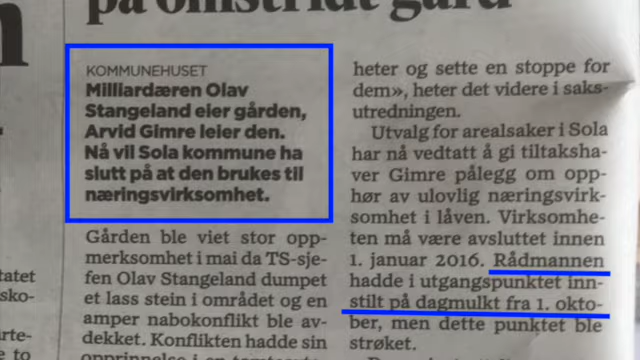 på omstridt gård
KOMMUNEHUSET
Milliardæren Olav
Stangeland eier gården,
Arvid Gimre leier den.
Nå vil Sola kommune ha
slutt på at den brukes til
næringsvirksomhet.
Gården ble viet stor opp-
merksomhet i mai da TS-sje-
fen Olav Stangeland dumpet
et lass stein i området og en
amper nabokonflikt ble av-
dekket. Konflikten hadde sin
opprinnelse i en
heter og sette en stoppe for
dem», heter det videre i saks-
utredningen.
Utvalg for arealsaker i Sola
har nå vedtatt å gi tiltaksha-
ver Gimre pålegg om opp-
hør av ulovlig næringsvirk-
somhet i låven. Virksomhe-
ten må være avsluttet innen
1. januar 2016. Rådmannen
hadde i utgangspunktet inn-
stilt på dagmulkt fra 1. okto-
ber, men dette punktet ble
strøket.